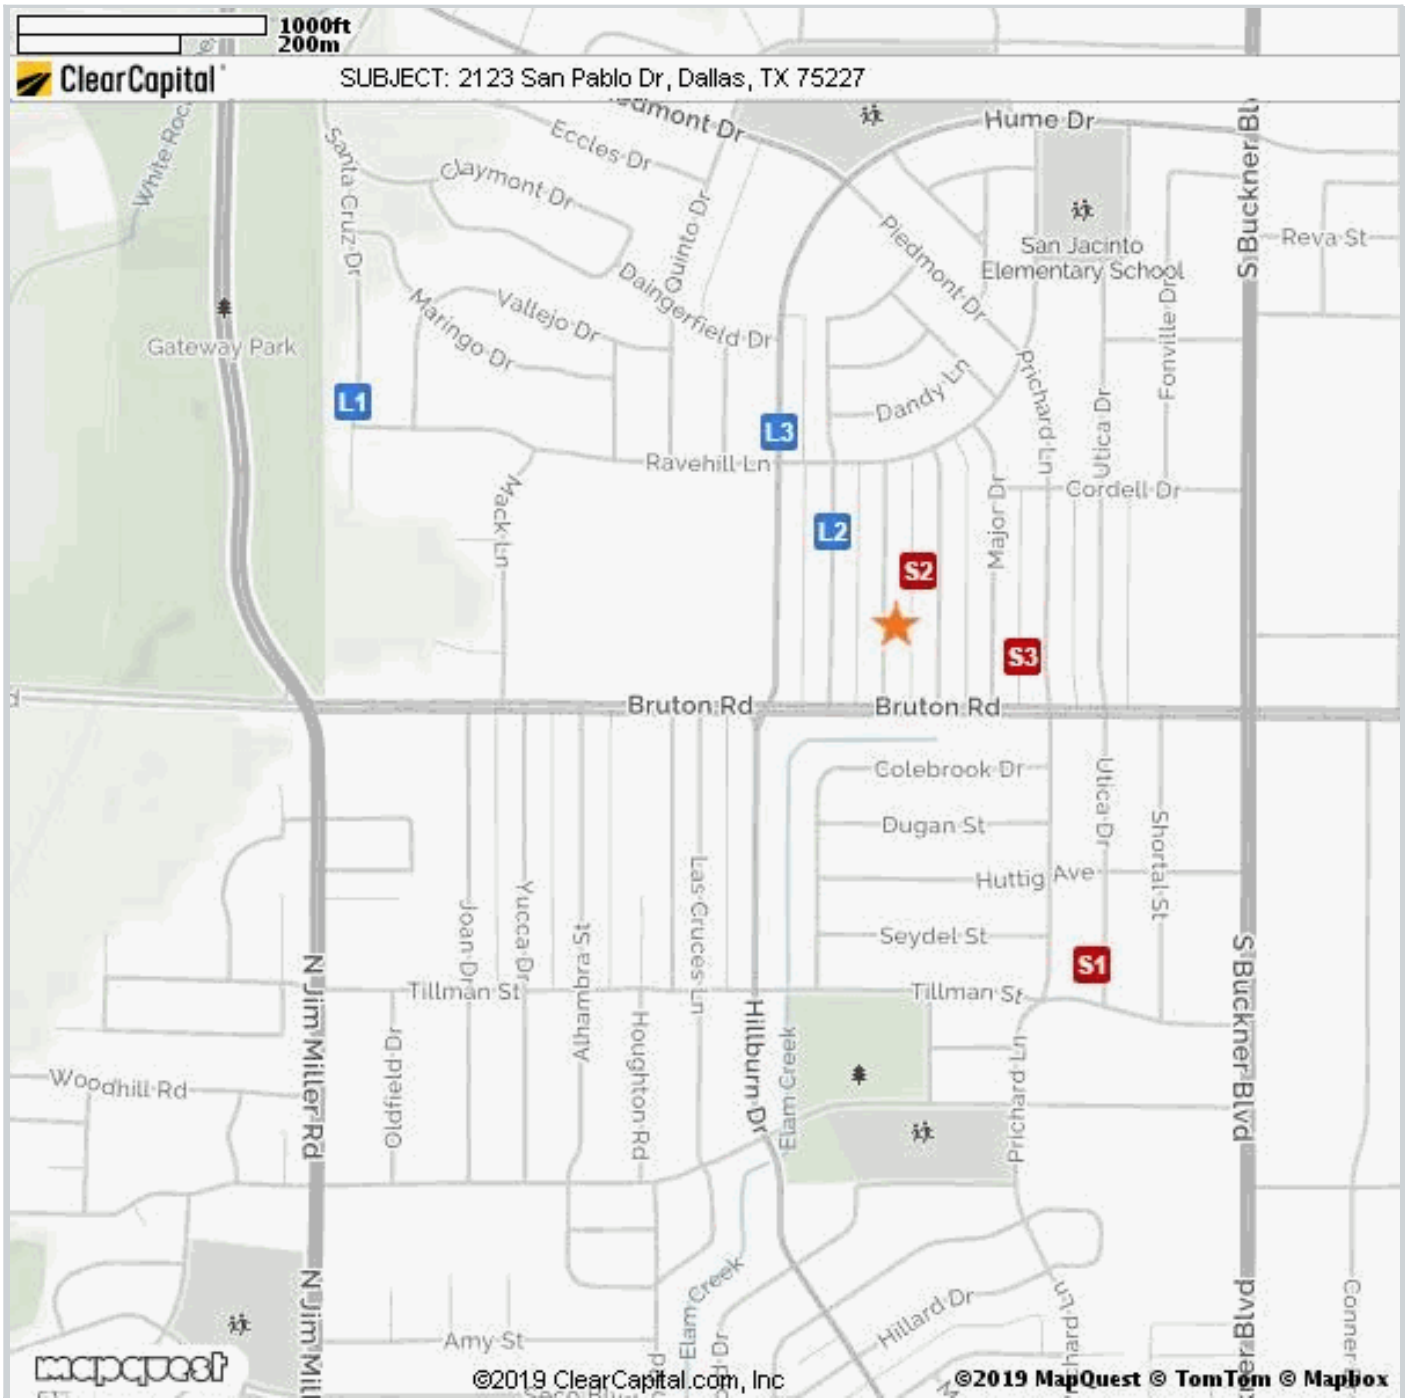 1000ft
200m
ClearCapital
SUBJECT: 2123 San Pablo Dr, Dallas, TX 75227
Hume Dr
Eccles Dr
Claymont Dr
Santa Cruz Dr
Quinto Dr
Piedmont Dr
S Buckner
San Jacinto
Elementary School
Reva St
Daingerfield Dr
Vallejo Dr
Maringo Dr
Gateway Park
Fonville Dr
Prichard Ln
Utica Dr
Dandy Ln
L1
L3
Ravehill Ln
Cordell Dr
Mack Ln
Major Dr
L2
S2
S3
Bruton Rd
Bruton Rd
Colebrook Dr
Utica Dr
Dugan St
Shortal St
Huttig Ave
Las Cruces Ln
Yucca Dr
Joan Dr
Alhambra St
Seydel St
S1
S Buckner Blvd
N Jim Miller Rd
Tillman St
Tillman St
Hillburn Dr
Houghton Rd
Oldfield Dr
Elam Creek
Woodhill Rd
Prichard Ln
Elam Creek
Hillard Dr
Amy St
mapquest
©2019 ClearCapital.com, Inc
©2019 MapQuest © TomTom © Mapbox